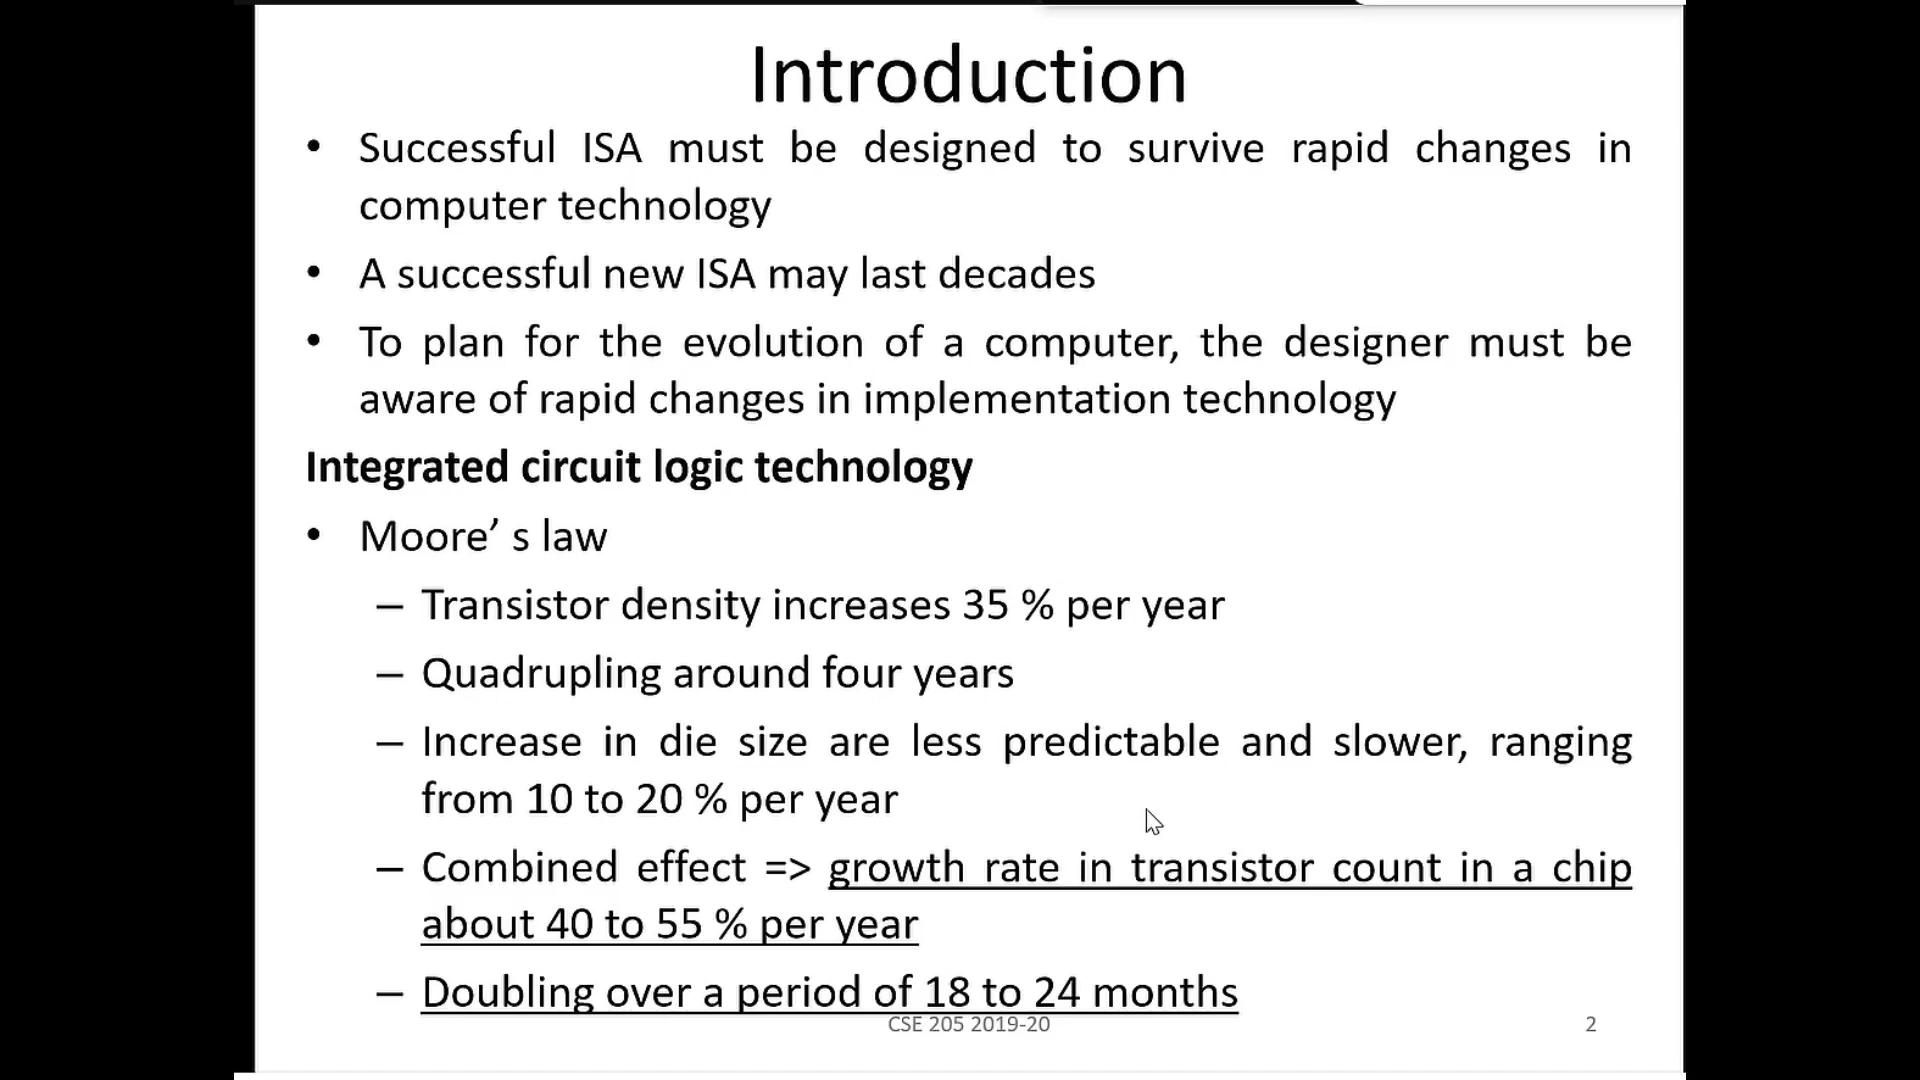 Introduction
• Successful ISA must be designed to survive rapid changes in
computer technology
• A successful new ISA may last decades
• To plan for the evolution of a computer, the designer must be
aware of rapid changes in implementation technology
Integrated circuit logic technology
• Moore’ s law
– Transistor density increases 35 % per year
– Quadrupling around four years
– Increase in die size are less predictable and slower, ranging
from 10 to 20 % per year
– Combined effect => growth rate in transistor count in a chip
about 40 to 55 % per year
– Doubling over a period of 18 to 24 months
CSE 205 2019-20
2